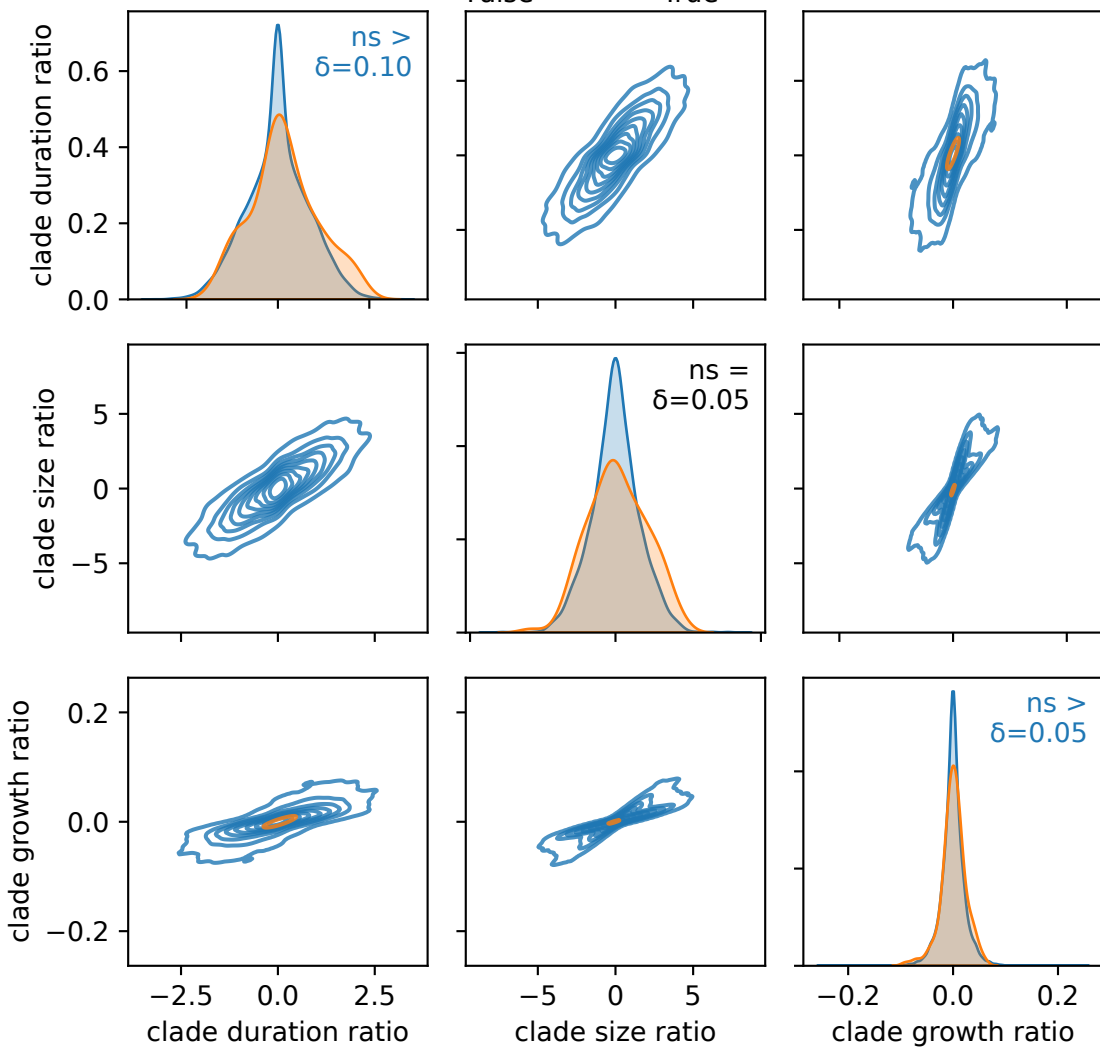 clade duration ratio
0.6
0.4
0.2
0.0
ns >
δ=0.10
clade size ratio
5
0
−5
ns =
δ=0.05
clade growth ratio
0.2
0.0
−0.2
ns >
δ=0.05
−2.5 0.0 2.5
−5 0 5
−0.2 0.0 0.2
clade duration ratio
clade size ratio
clade growth ratio